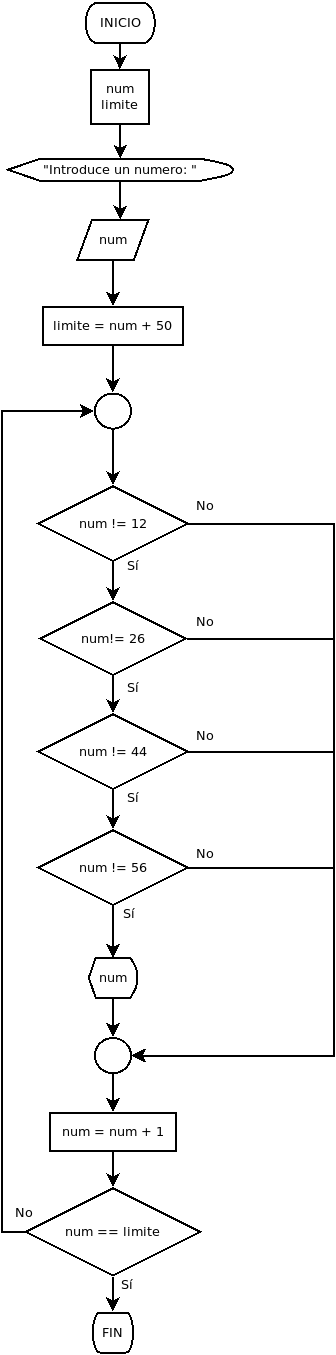 INICIO
num
limite
"Introduce un numero: "
num
limite = num + 50
No
num != 12
Sí
No
num!= 26
Sí
No
num != 44
Sí
No
num != 56
Sí
num
num = num + 1
No
num == limite
Sí
FIN